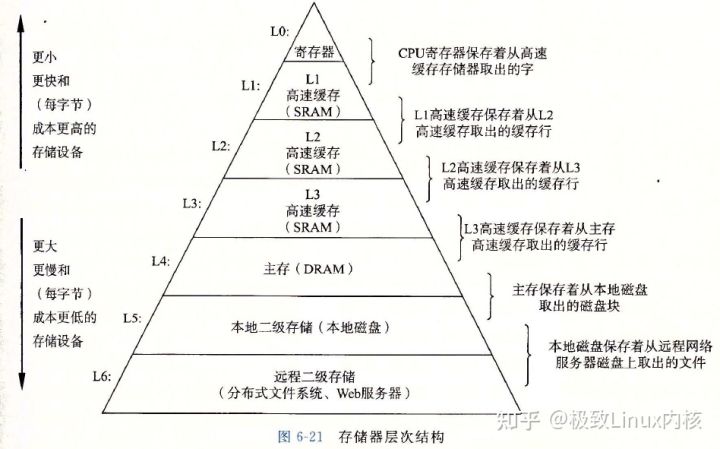 更小
更快和
（每字节）
成本更高的
存储设备
更大
更慢和
（每字节）
成本更低的
存储设备
L0:
寄存器
L1:
L1
高速缓存
（SRAM）
L2:
L2
高速缓存
（SRAM）
L3:
L3
高速缓存
（SRAM）
L4:
主存（DRAM）
L5:
本地二级存储（本地磁盘）
L6:
远程二级存储
（分布式文件系统、Web服务器）
CPU寄存器保存着从高速
缓存存储器取出的字
L1高速缓存保存着从L2
高速缓存取出的缓存行
L2高速缓存保存着从L3
高速缓存取出的缓存行
L3高速缓存保存着从主存
高速缓存取出的缓存行
主存保存着从本地磁盘
取出的磁盘块
本地磁盘保存着从远程网络
服务器磁盘上取出的文件
知乎 @极致Linux内核
图 6-21 存储器层次结构